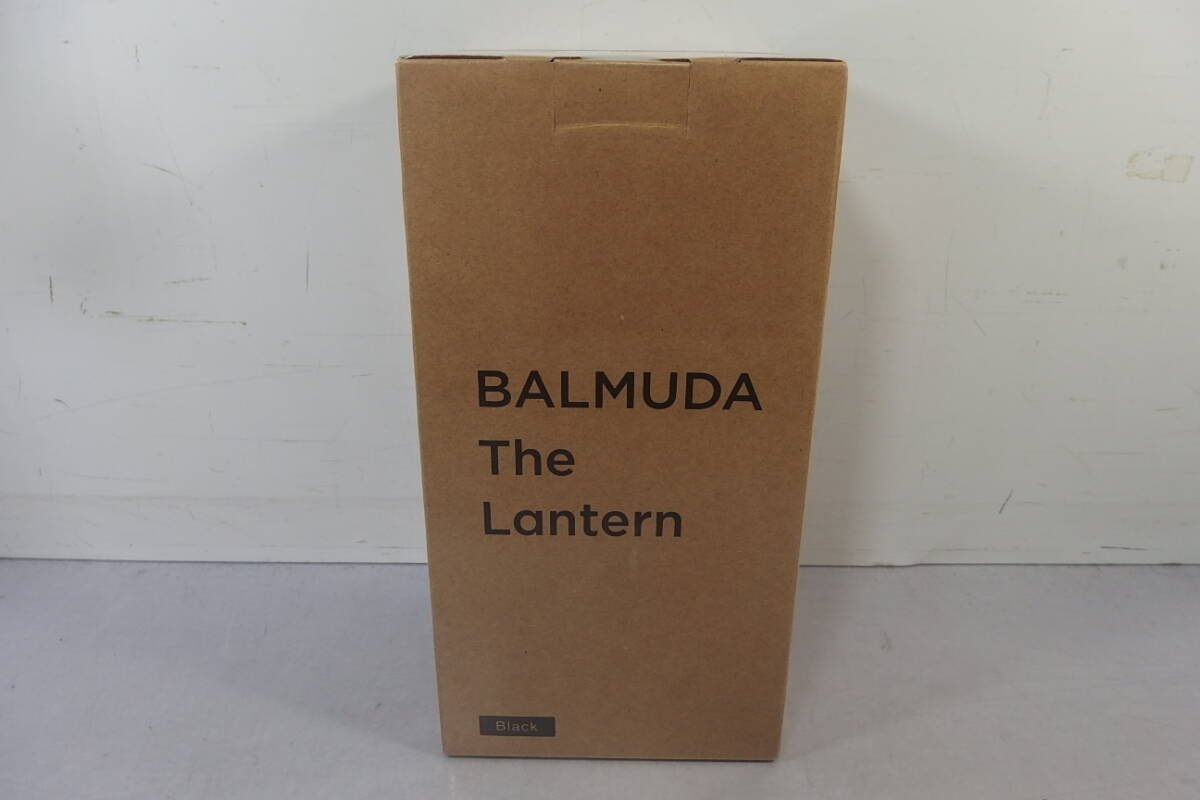 BALMUDA
The
Lantern
Black